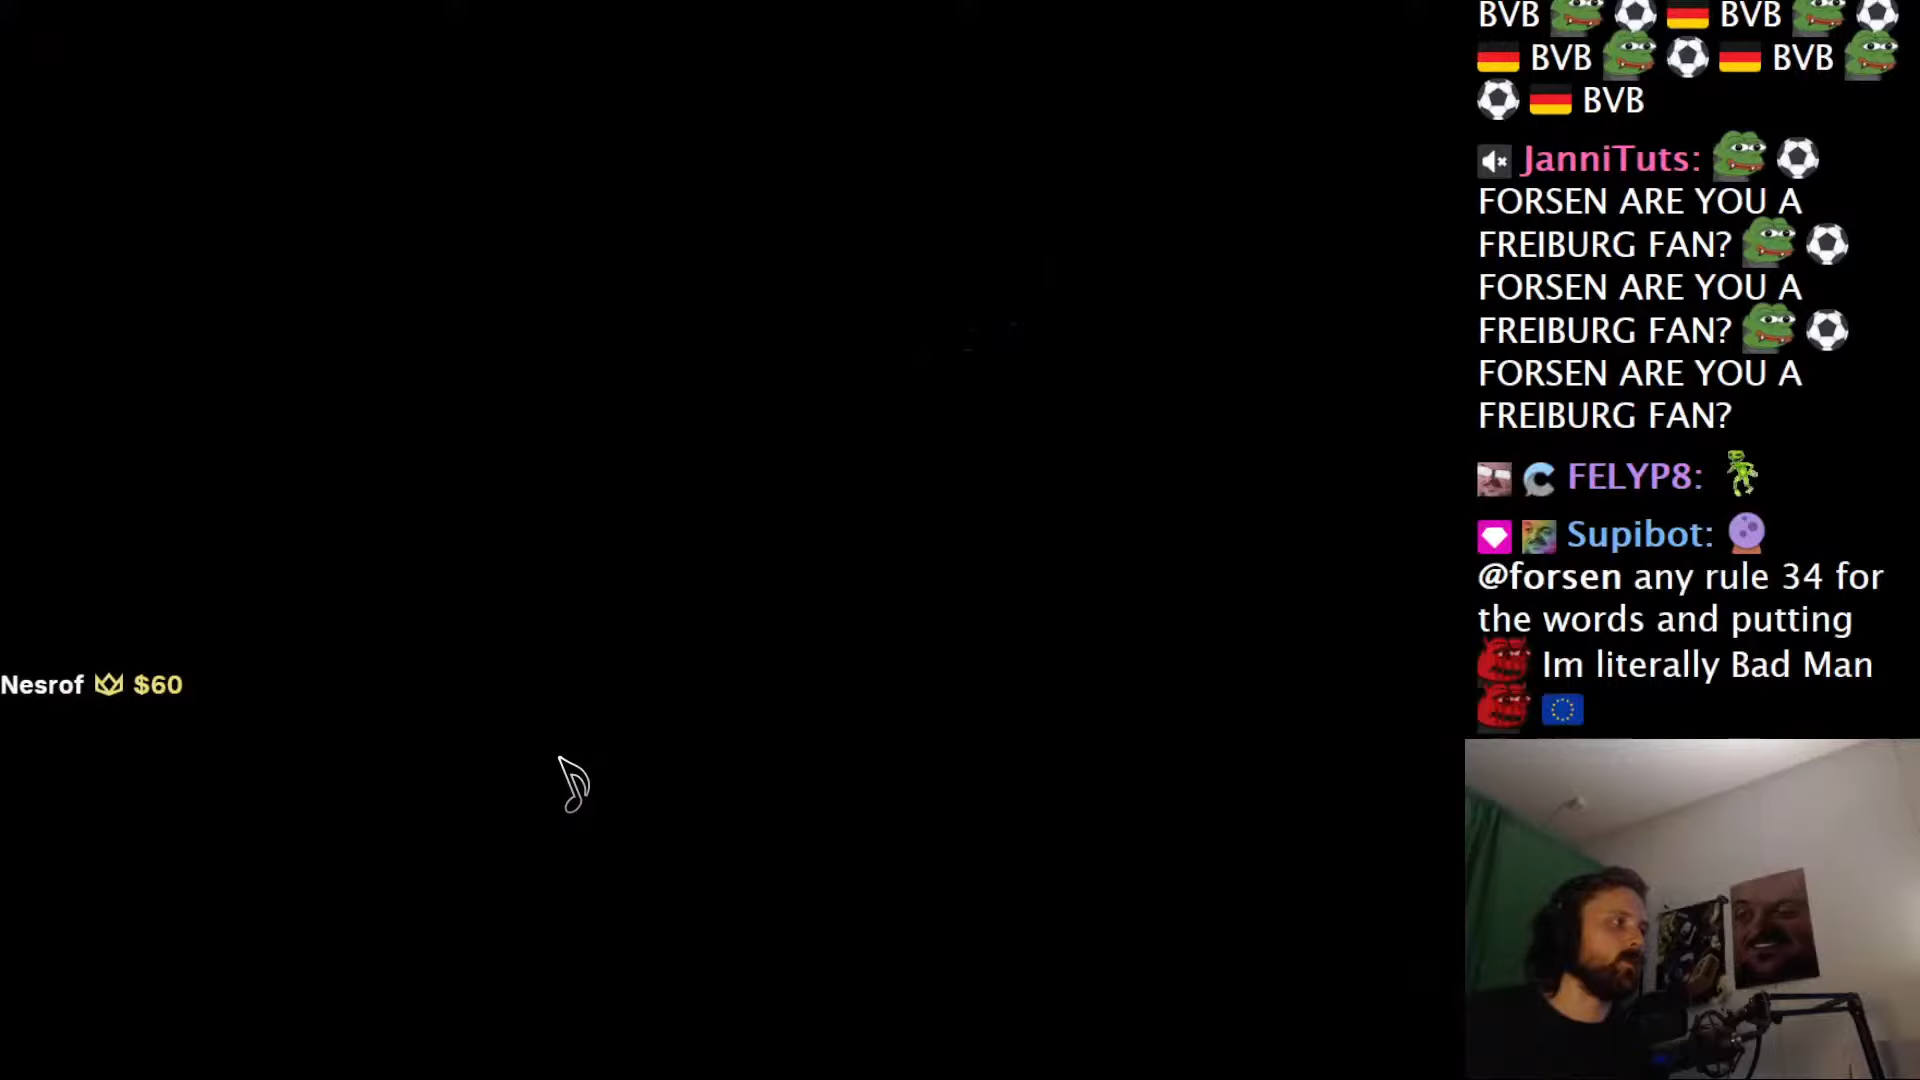 BVB BVB
BVB BVB
BVB
JanniTuts:
FORSEN ARE YOU A
FREIBURG FAN?
FORSEN ARE YOU A
FREIBURG FAN?
FORSEN ARE YOU A
FREIBURG FAN?
FELYP8:
Supibot:
@forsen any rule 34 for
the words and putting
Im literally Bad Man
Nesrof $60